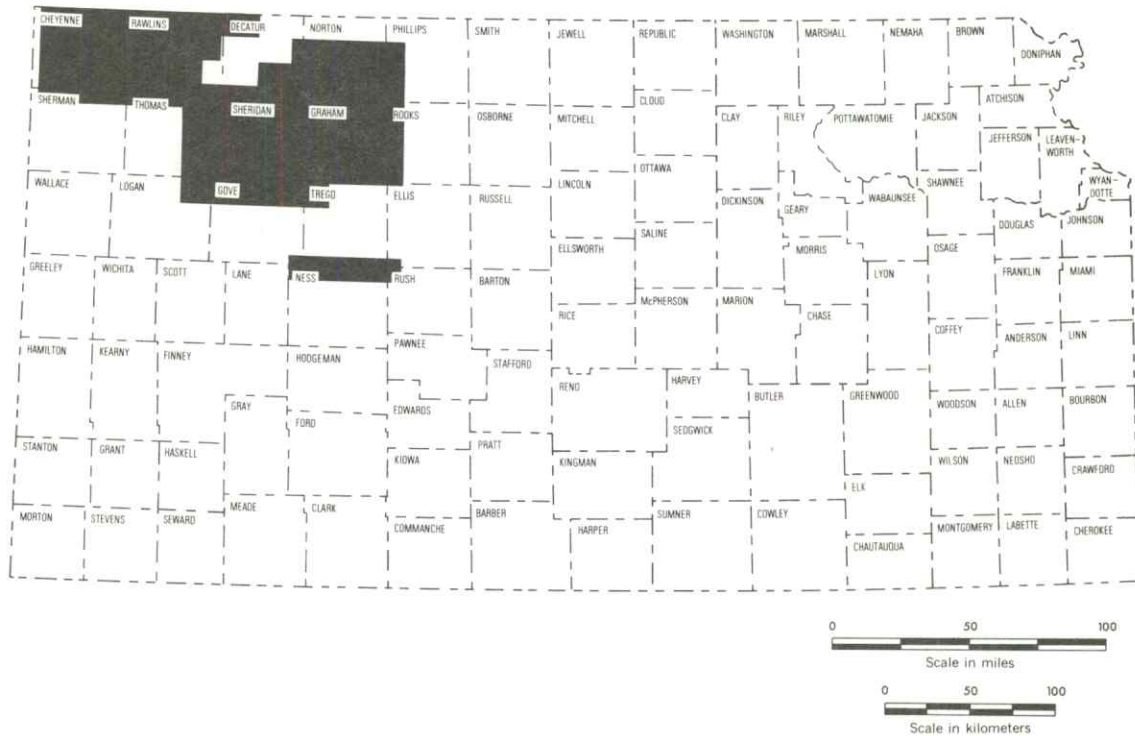 CHEYENNE RAWLINS DECATUR NORTON PHILLIPS SMITH JEWELL REPUBLIC WASHINGTON MARSHALL NEMAHA BROWN
DONIPHAN
SHERMAN THOMAS SHERIDAN GRAHAM ROOKS OSBORNE MITCHELL CLOUD CLAY RILEY POTTAWATOMIE JACKSON ATCHISON
JEFFERSON LEAVEN-
WORTH
WALLACE LOGAN GOVE TREGO ELLIS RUSSELL LINCOLN OTTAWA DICKINSON GEARY WABAUNSEE SHAWNEE WYAN-
DOTTE
ELLSWORTH SALINE MORRIS OSAGE DOUGLAS JOHNSON
GREELEY WICHITA SCOTT LANE NESS RUSH BARTON RICE McPHERSON MARION CHASE LYON FRANKLIN MIAMI
HAMILTON KEARNY FINNEY HODGEMAN PAWNEE STAFFORD COFFEY ANDERSON LINN
GRAY FORD EDWARDS RENO HARVEY BUTLER GREENWOOD WOODSON ALLEN BOURBON
STANTON GRANT HASKELL KIOWA PRATT KINGMAN SEDGWICK WILSON NEOSHO CRAWFORD
ELK
MORTON STEVENS SEWARD MEADE CLARK COMMANCHE BARBER HARPER SUMNER COWLEY CHAUTAUQUA MONTGOMERY LABETTE CHEROKEE
0 50 100
Scale in miles
0 50 100
Scale in kilometers